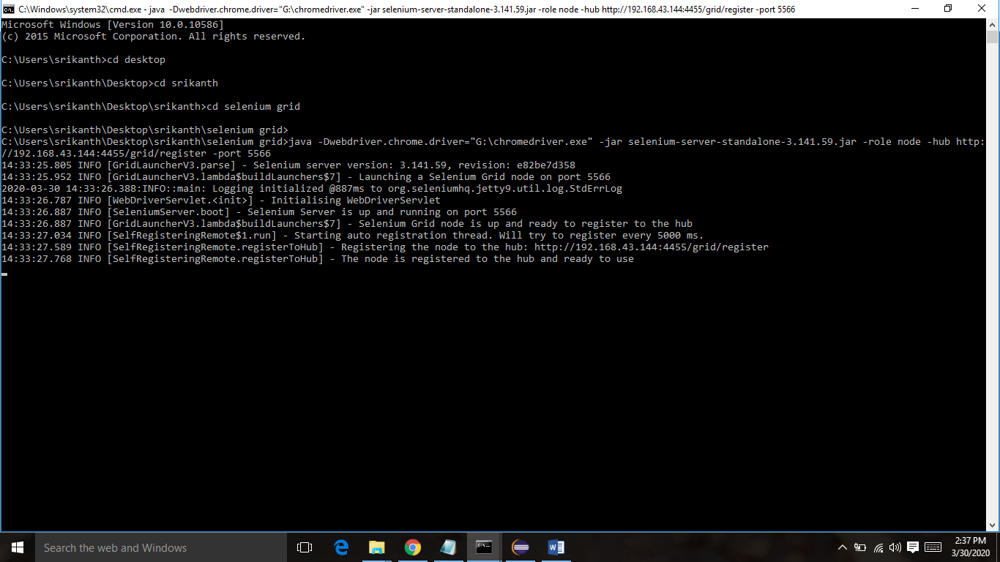 C:\Windows\system32\cmd.exe - java  -Dwebdriver.chrome.driver="G:\chromedriver.exe" -jar selenium-server-standalone-3.141.59.jar -role node -hub http://192.168.43.144:4455/grid/register -port 5566
Microsoft Windows [Version 10.0.10586]
(c) 2015 Microsoft Corporation. All rights reserved.
C:\Users\srikanth>cd desktop
C:\Users\srikanth\Desktop>cd srikanth
C:\Users\srikanth\Desktop\srikanth>cd selenium grid
C:\Users\srikanth\Desktop\srikanth\selenium grid>
C:\Users\srikanth\Desktop\srikanth\selenium grid>java -Dwebdriver.chrome.driver="G:\chromedriver.exe" -jar selenium-server-standalone-3.141.59.jar -role node -hub http:
//192.168.43.144:4455/grid/register -port 5566
14:33:25.805 INFO [GridLauncherV3.parse] - Selenium server version: 3.141.59, revision: e82be7d358
14:33:25.952 INFO [GridLauncherV3.lambda$buildLaunchers$7] - Launching a Selenium Grid node on port 5566
2020-03-30 14:33:26.388:INFO::main: Logging initialized @887ms to org.seleniumhq.jetty9.util.log.StdErrLog
14:33:26.787 INFO [WebDriverServlet.<init>] - Initialising WebDriverServlet
14:33:26.887 INFO [SeleniumServer.boot] - Selenium Server is up and running on port 5566
14:33:26.887 INFO [GridLauncherV3.lambda$buildLaunchers$7] - Selenium Grid node is up and ready to register to the hub
14:33:27.034 INFO [SelfRegisteringRemote$1.run] - Starting auto registration thread. Will try to register every 5000 ms.
14:33:27.589 INFO [SelfRegisteringRemote.registerToHub] - Registering the node to the hub: http://192.168.43.144:4455/grid/register
14:33:27.768 INFO [SelfRegisteringRemote.registerToHub] - The node is registered to the hub and ready to use
Search the web and Windows
2:37 PM
3/30/2020